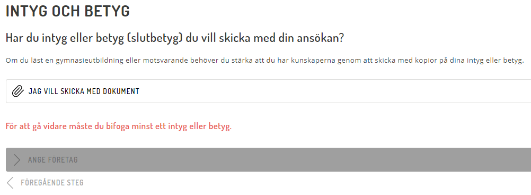 INTYG OCH BETYG
Har du intyg eller betyg (slutbetyg) du vill skicka med din ansökan?
Om du läst en gymnasieutbildning eller motsvarande behöver du stärka att du har kunskaperna genom att skicka med kopior på dina intyg eller betyg.
JAG VILL SKICKA MED DOKUMENT
För att gå vidare måste du bifoga minst ett intyg eller betyg.
ANGE FÖRETAG
FÖREGÅENDE STEG